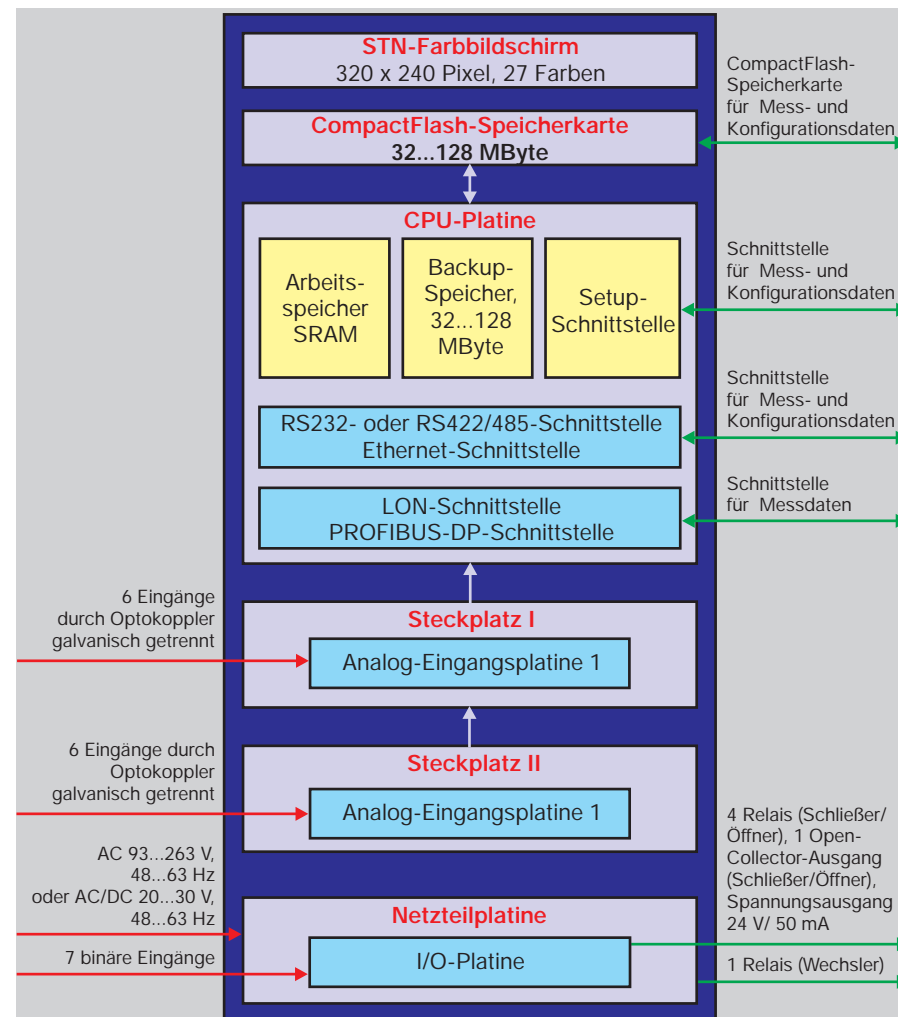 STN-Farbbildschirm
320 x 240 Pixel, 27 Farben
CompactFlash-Speicherkarte
32...128 MByte
CompactFlash-
Speicherkarte
für Mess- und
Konfigurationsdaten
CPU-Platine
Arbeits-
speicher
SRAM
Backup-
Speicher,
32...128
MByte
Setup-
Schnittstelle
Schnittstelle
für Mess- und
Konfigurationsdaten
RS232- oder RS422/485-Schnittstelle
Ethernet-Schnittstelle
Schnittstelle
für Mess- und
Konfigurationsdaten
LON-Schnittstelle
PROFIBUS-DP-Schnittstelle
Schnittstelle
für Messdaten
6 Eingänge
durch Optokoppler
galvanisch getrennt
Steckplatz I
Analog-Eingangsplatine 1
6 Eingänge durch
Optokoppler
galvanisch getrennt
Steckplatz II
Analog-Eingangsplatine 1
AC 93...263 V,
48...63 Hz
oder AC/DC 20...30 V,
48...63 Hz
7 binäre Eingänge
Netzteilplatine
I/O-Platine
4 Relais (Schließer/
Öffner), 1 Open-
Collector-Ausgang
(Schließer/Öffner),
Spannungsausgang
24 V/ 50 mA
1 Relais (Wechsler)